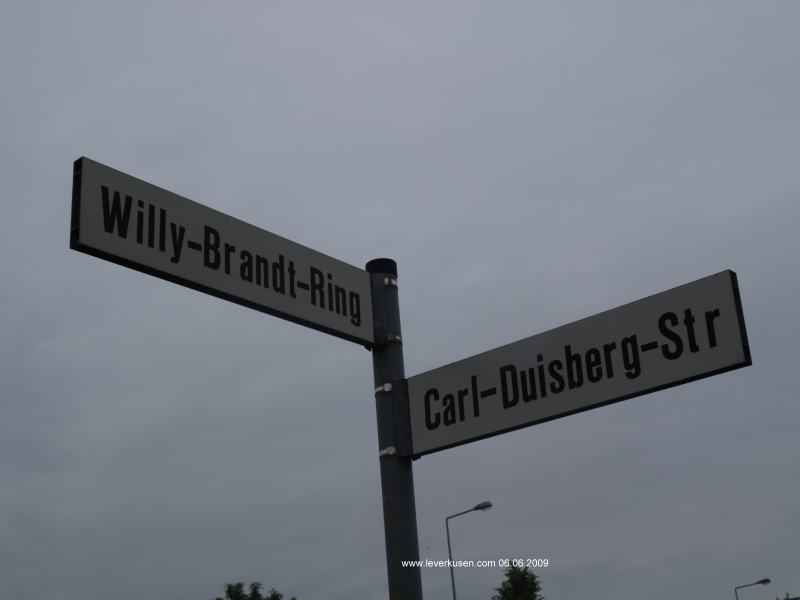 Willy-Brandt-Ring
Carl-Duisberg-Str
www.leverkusen.com 06.06.2009